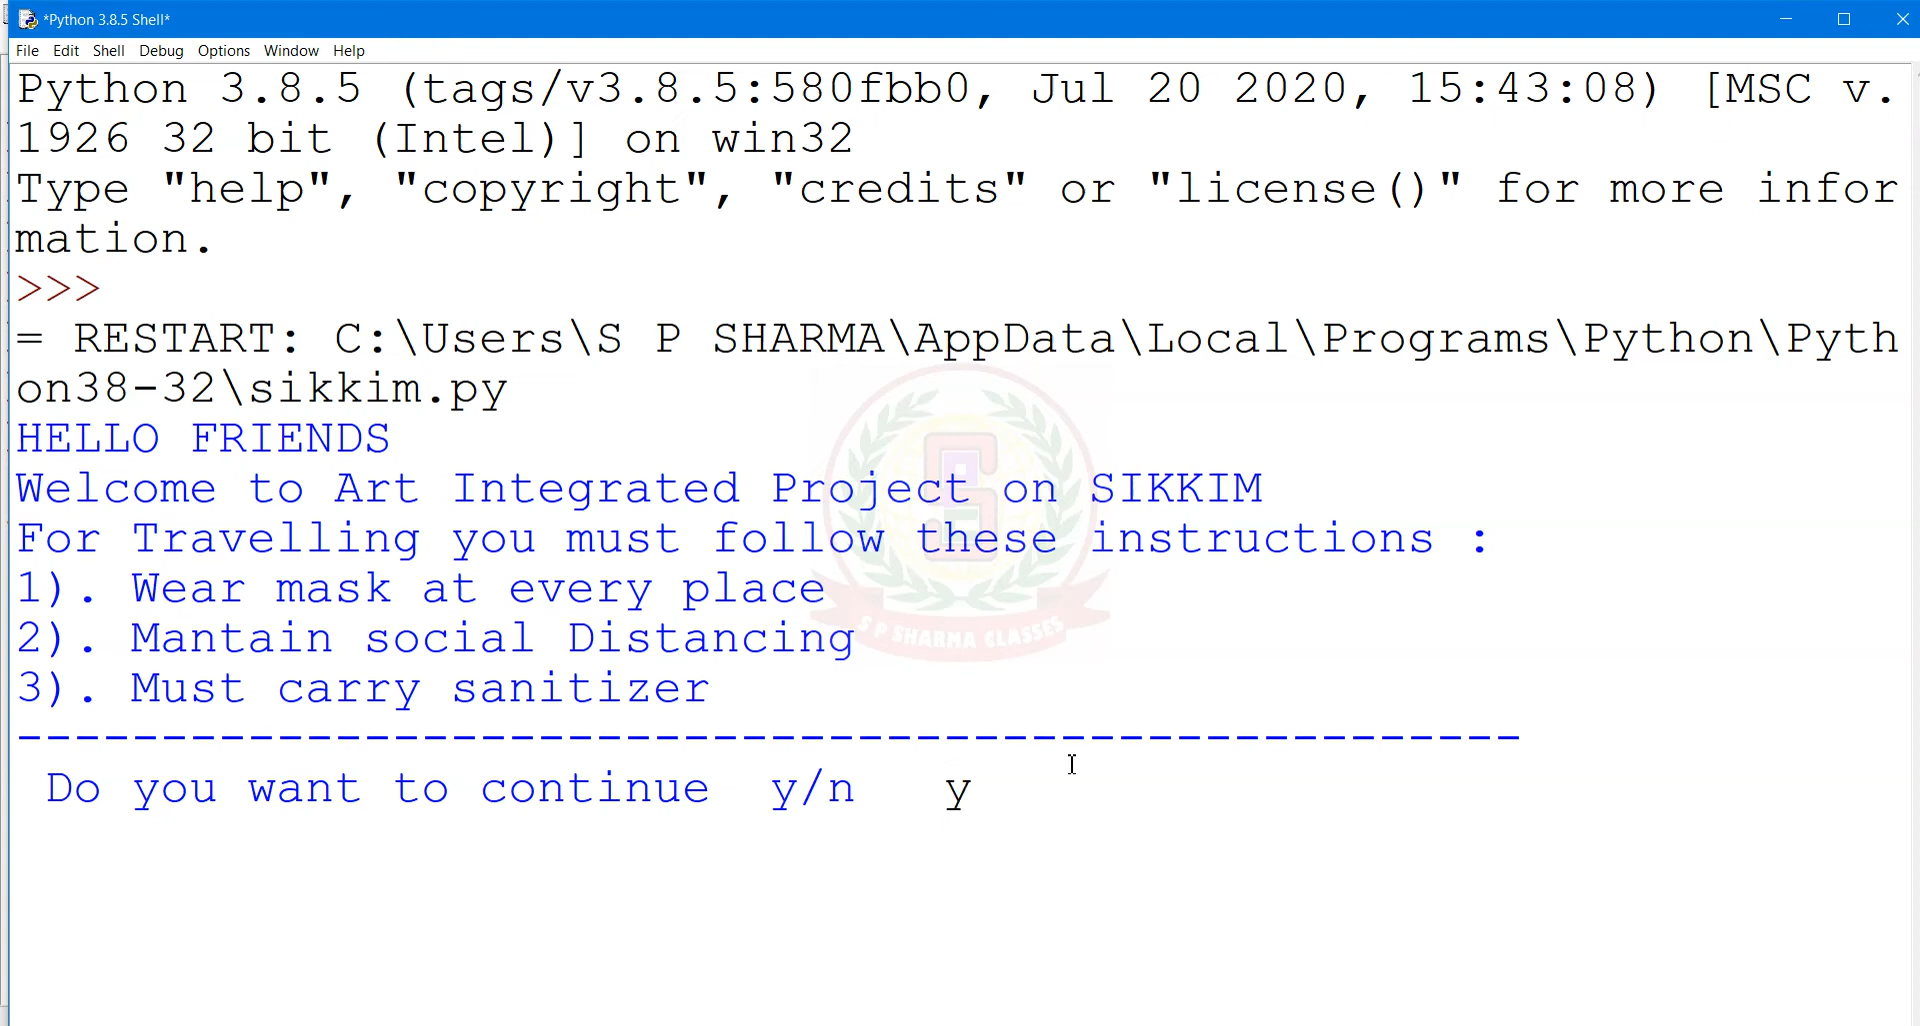 *Python 3.8.5 Shell*
File Edit Shell Debug Options Window Help
Python 3.8.5 (tags/v3.8.5:580fbb0, Jul 20 2020, 15:43:08) [MSC v.
1926 32 bit (Intel)] on win32
Type "help", "copyright", "credits" or "license()" for more infor
mation.
>>>
= RESTART: C:\Users\S P SHARMA\AppData\Local\Programs\Python\Pyth
on38-32\sikkim.py
HELLO FRIENDS
Welcome to Art Integrated Project on SIKKIM
For Travelling you must follow these instructions :
1). Wear mask at every place
2). Mantain social Distancing
S P SHARMA CLASSES
3). Must carry sanitizer
----------------------------------------------------
Do you want to continue  y/n   y